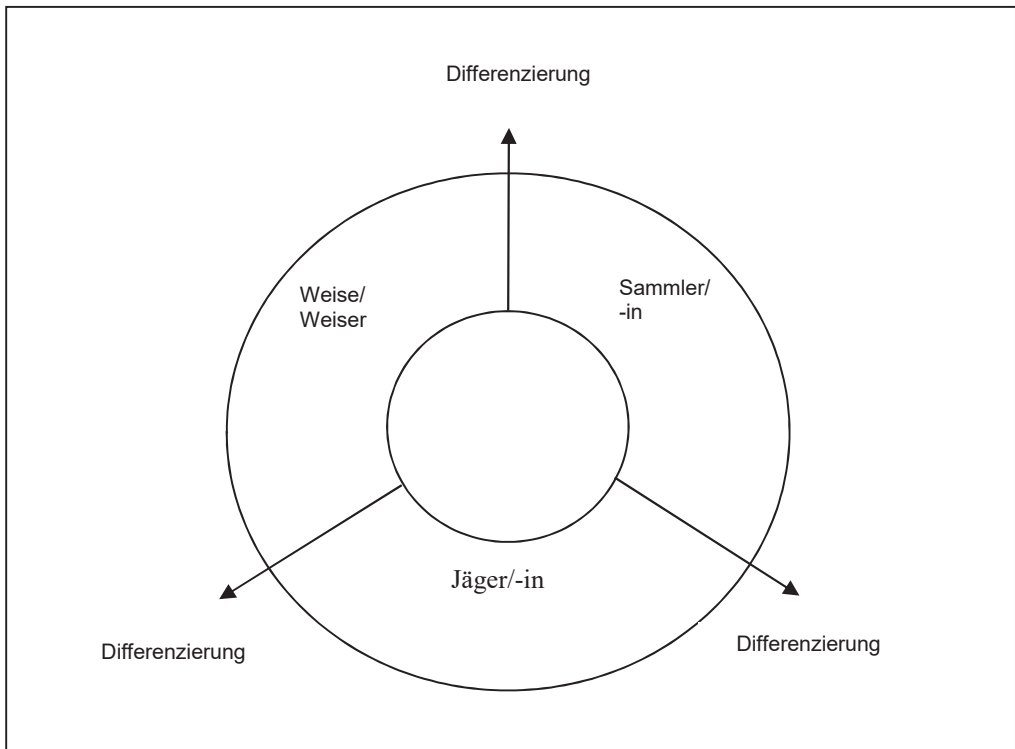 Differenzierung
Weise/
Weiser
Sammler/
-in
Jäger/-in
Differenzierung
Differenzierung